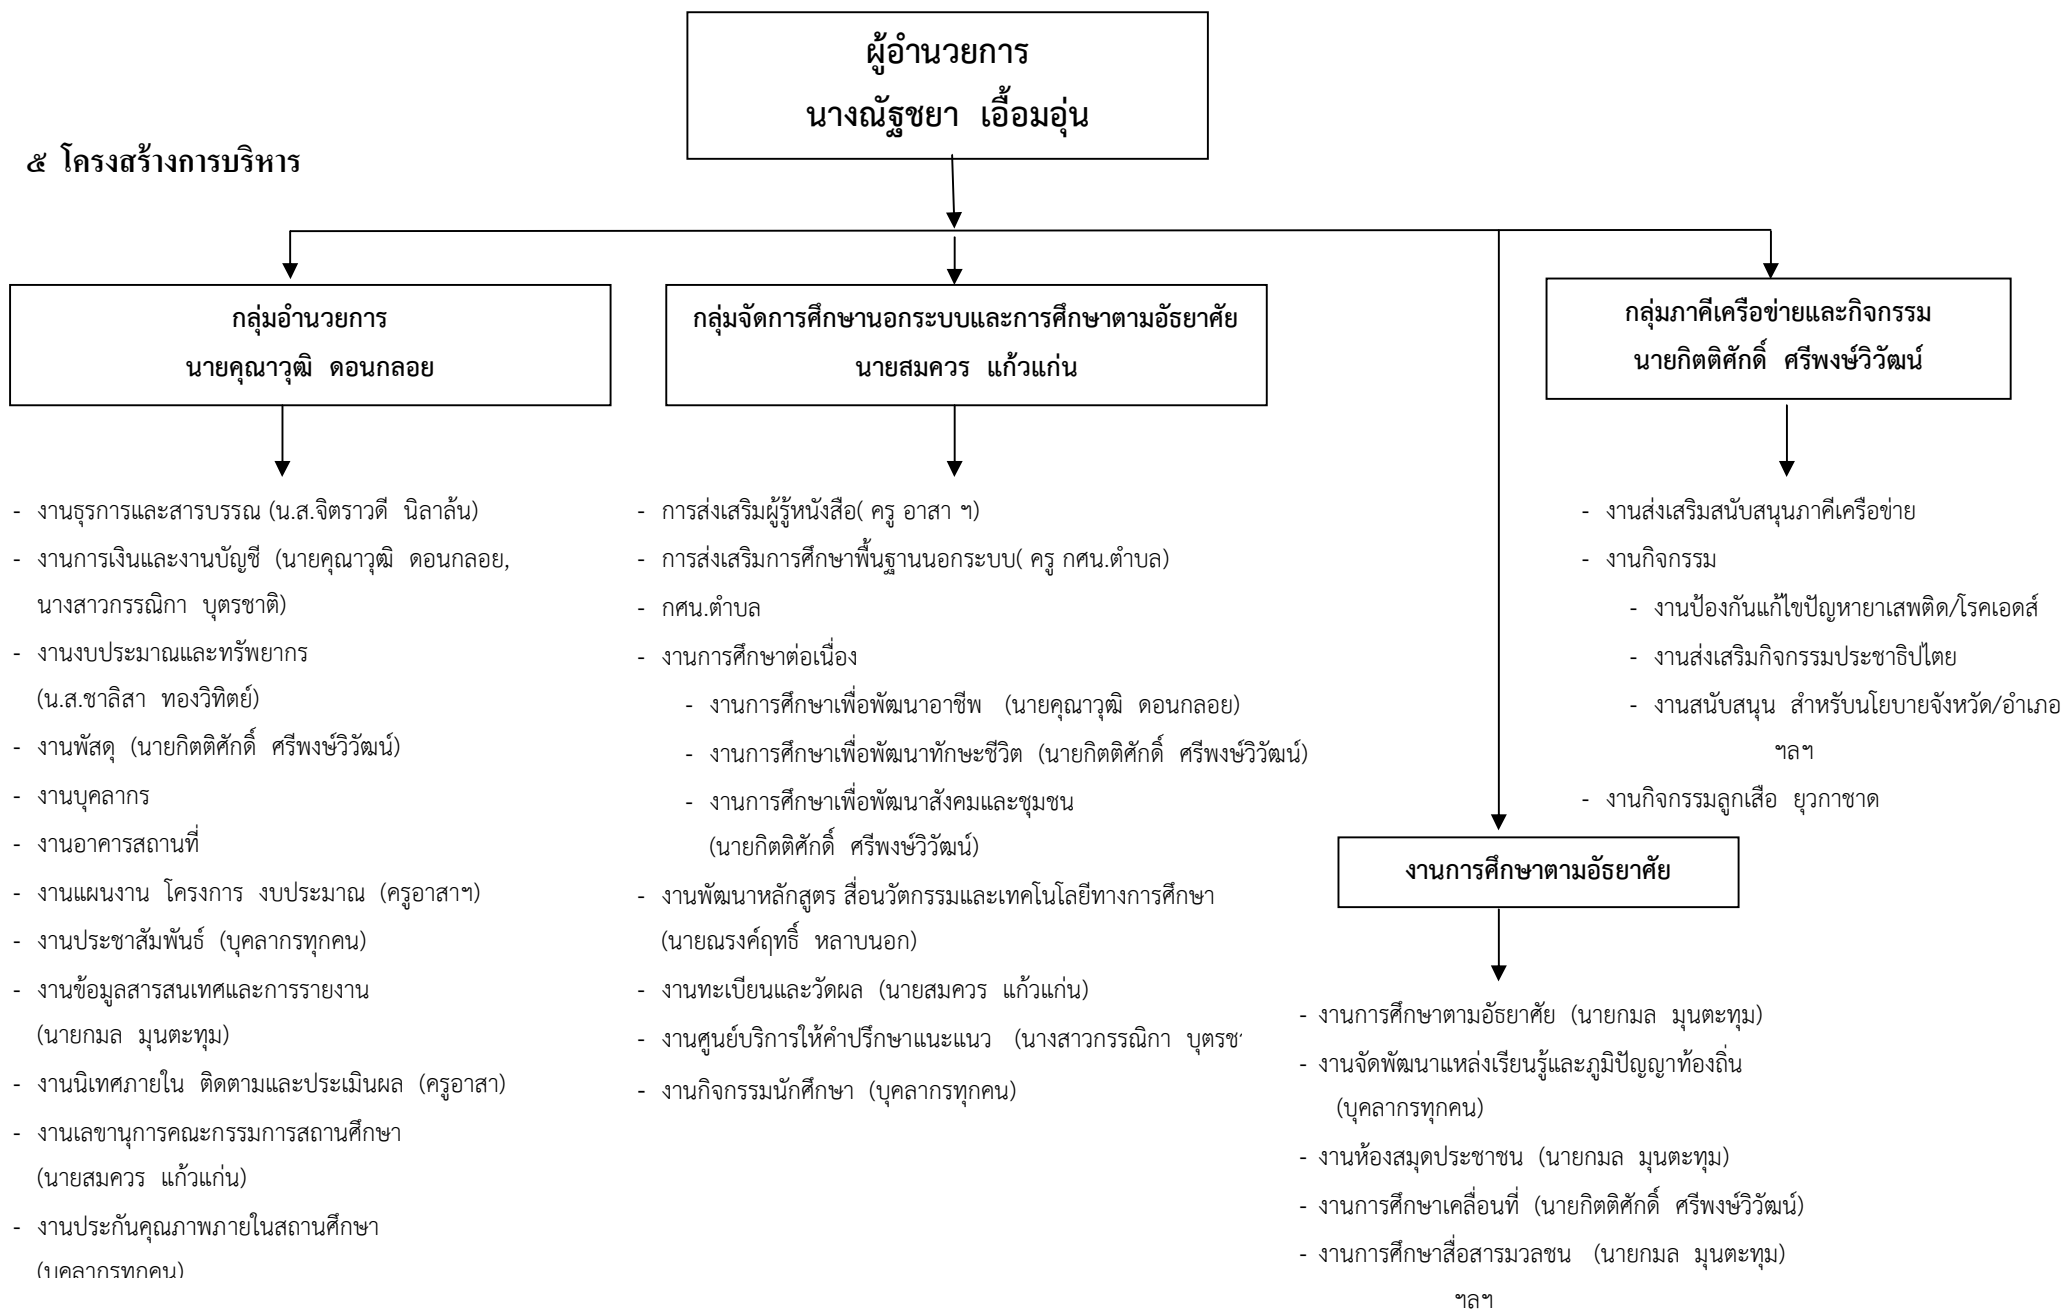 ผู้อำนวยการ
นางณัฐชยา เอื้อมอุ่น
๕ โครงสร้างการบริหาร
กลุ่มอำนวยการ
นายคุณาวุฒิ ดอนกลอย
กลุ่มจัดการศึกษานอกระบบและการศึกษาตามอัธยาศัย
นายสมควร แก้วแก่น
กลุ่มภาคีเครือข่ายและกิจกรรม
นายกิตติศักดิ์ ศรีพงษ์วิวัฒน์
- งานธุรการและสารบรรณ (น.ส.จิตราวดี นิลาล้น)
- งานการเงินและงานบัญชี (นายคุณาวุฒิ ดอนกลอย,
นางสาวกรรณิกา บุตรชาติ)
- งานงบประมาณและทรัพยากร
(น.ส.ชาลิสา ทองวิทิตย์)
- งานพัสดุ (นายกิตติศักดิ์ ศรีพงษ์วิวัฒน์)
- งานบุคลากร
- งานอาคารสถานที่
- งานแผนงาน โครงการ งบประมาณ (ครูอาสาฯ)
- งานประชาสัมพันธ์ (บุคลากรทุกคน)
- งานข้อมูลสารสนเทศและการรายงาน
(นายกมล มุนตะทุม)
- งานนิเทศภายใน ติดตามและประเมินผล (ครูอาสา)
- งานเลขานุการคณะกรรมการสถานศึกษา
(นายสมควร แก้วแก่น)
- งานประกันคุณภาพภายในสถานศึกษา
(บุคลากรทุกคน)
- การส่งเสริมผู้รู้หนังสือ( ครู อาสา ฯ)
- การส่งเสริมการศึกษาพื้นฐานนอกระบบ( ครู กศน.ตำบล)
- กศน.ตำบล
- งานการศึกษาต่อเนื่อง
- งานการศึกษาเพื่อพัฒนาอาชีพ (นายคุณาวุฒิ ดอนกลอย)
- งานการศึกษาเพื่อพัฒนาทักษะชีวิต (นายกิตติศักดิ์ ศรีพงษ์วิวัฒน์)
- งานการศึกษาเพื่อพัฒนาสังคมและชุมชน
(นายกิตติศักดิ์ ศรีพงษ์วิวัฒน์)
- งานพัฒนาหลักสูตร สื่อนวัตกรรมและเทคโนโลยีทางการศึกษา
(นายณรงค์ฤทธิ์ หลาบนอก)
- งานทะเบียนและวัดผล (นายสมควร แก้วแก่น)
- งานศูนย์บริการให้คำปรึกษาแนะแนว (นางสาวกรรณิกา
- งานกิจกรรมนักศึกษา (บุคลากรทุกคน)
- งานส่งเสริมสนับสนุนภาคีเครือข่าย
- งานกิจกรรม
- งานป้องกันแก้ไขปัญหายาเสพติด/โรคเอดส์
- งานส่งเสริมกิจกรรมประชาธิปไตย
- งานสนับสนุน สำหรับนโยบายจังหวัด/อำเภอ
ฯลฯ
- งานกิจกรรมลูกเสือ ยุวกาชาด
งานการศึกษาตามอัธยาศัย
- งานการศึกษาตามอัธยาศัย (นายกมล มุนตะทุม)
- งานจัดพัฒนาแหล่งเรียนรู้และภูมิปัญญาท้องถิ่น
(บุคลากรทุกคน)
- งานห้องสมุดประชาชน (นายกมล มุนตะทุม)
- งานการศึกษาเคลื่อนที่ (นายกิตติศักดิ์ ศรีพงษ์วิวัฒน์)
- งานการศึกษาสื่อสารมวลชน (นายกมล มุนตะทุม)
ฯลฯ